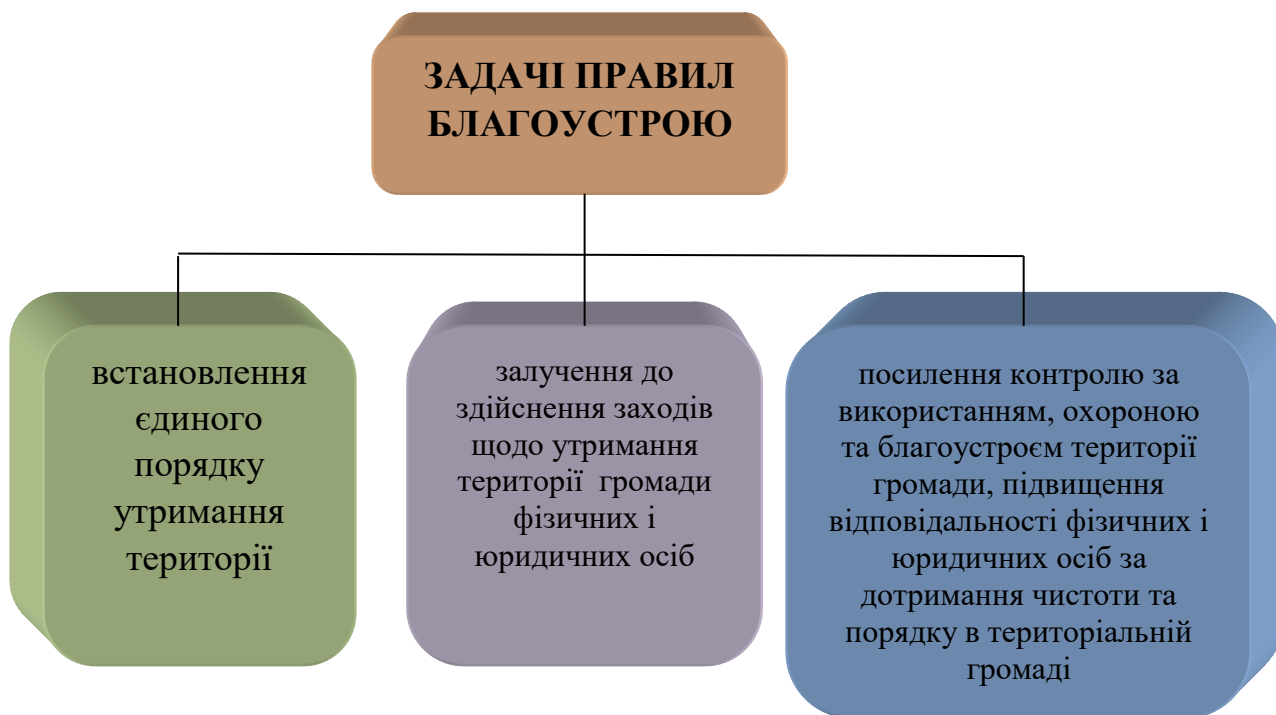 ЗАДАЧІ ПРАВИЛ
БЛАГОУСТРОЮ
встановлення
єдиного
порядку
утримання
території
залучення до
здійснення заходів
щодо утримання
території громади
фізичних і
юридичних осіб
посилення контролю за
використанням, охороною
та благоустроєм території
громади, підвищення
відповідальності фізичних і
юридичних осіб за
дотримання чистоти та
порядку в територіальній
громаді